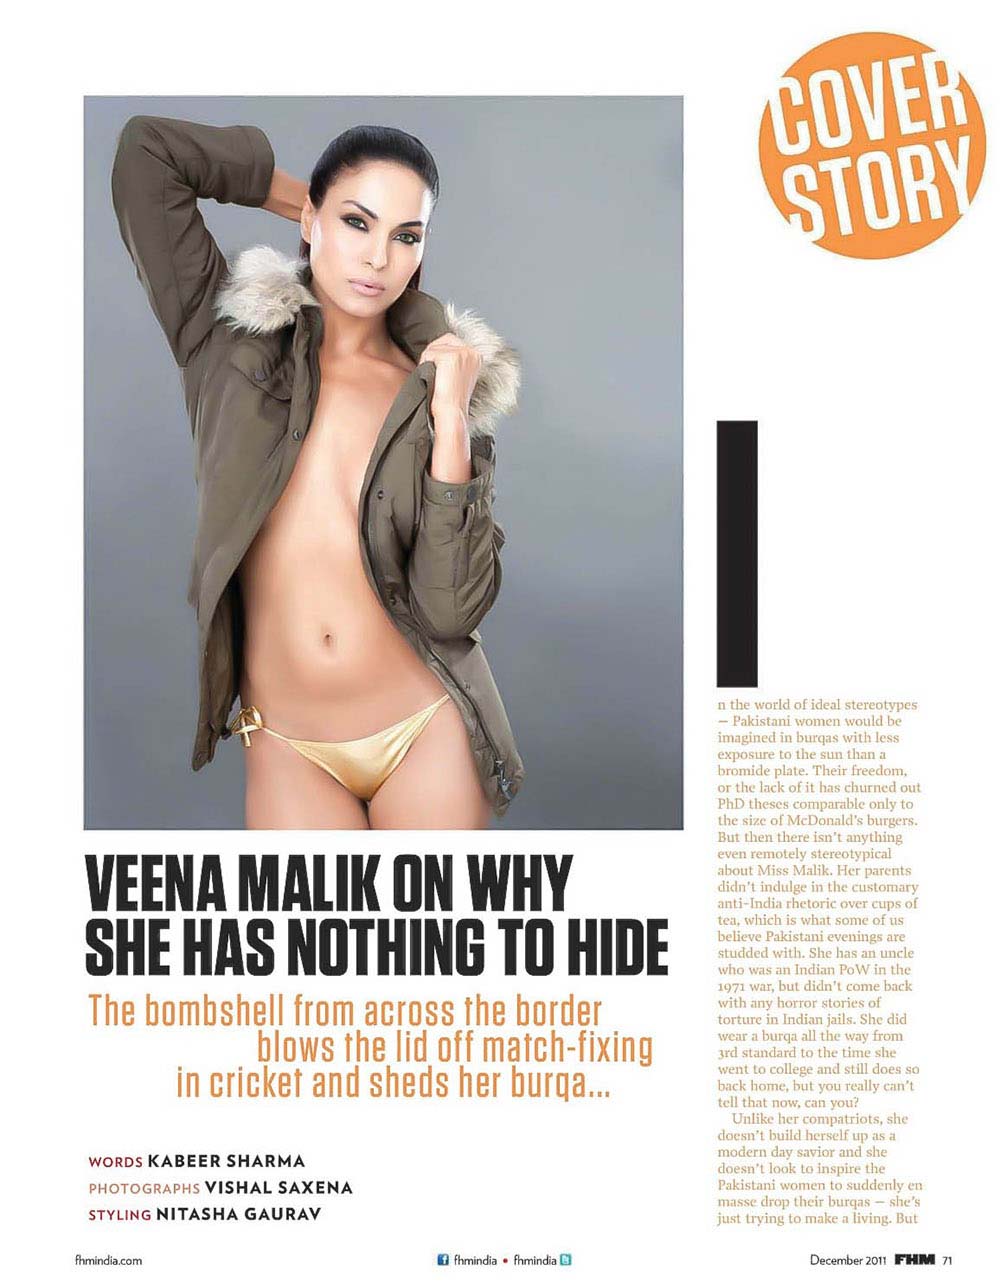 COVER
STORY
VEENA MALIK ON WHY
SHE HAS NOTHING TO HIDE
The bombshell from across the border
blows the lid off match-fixing
in cricket and sheds her burqa...
WORDS KABEER SHARMA
PHOTOGRAPHS VISHAL SAXENA
STYLING NITASHA GAURAV
I
n the world of ideal stereotypes
– Pakistani women would be
imagined in burqas with less
exposure to the sun than a
bromide plate. Their freedom,
or the lack of it has churned out
PhD theses comparable only to
the size of McDonald's burgers.
But then there isn't anything
even remotely stereotypical
about Miss Malik. Her parents
didn't indulge in the customary
anti-India rhetoric over cups of
tea, which is what some of us
believe Pakistani evenings are
studded with. She has an uncle
who was an Indian PoW in the
1971 war, but didn't come back
with any horror stories of
torture in Indian jails. She did
wear a burqa all the way from
3rd standard to the time she
went to college and still does so
back home, but you really can't
tell that now, can you?
Unlike her compatriots, she
doesn't build herself up as a
modern day savior and she
doesn't look to inspire the
Pakistani women to suddenly en
masse drop their burqas – she's
just trying to make a living. But
fhmindia.com
fhmindia • fhmindia
December 2011 FHM 71